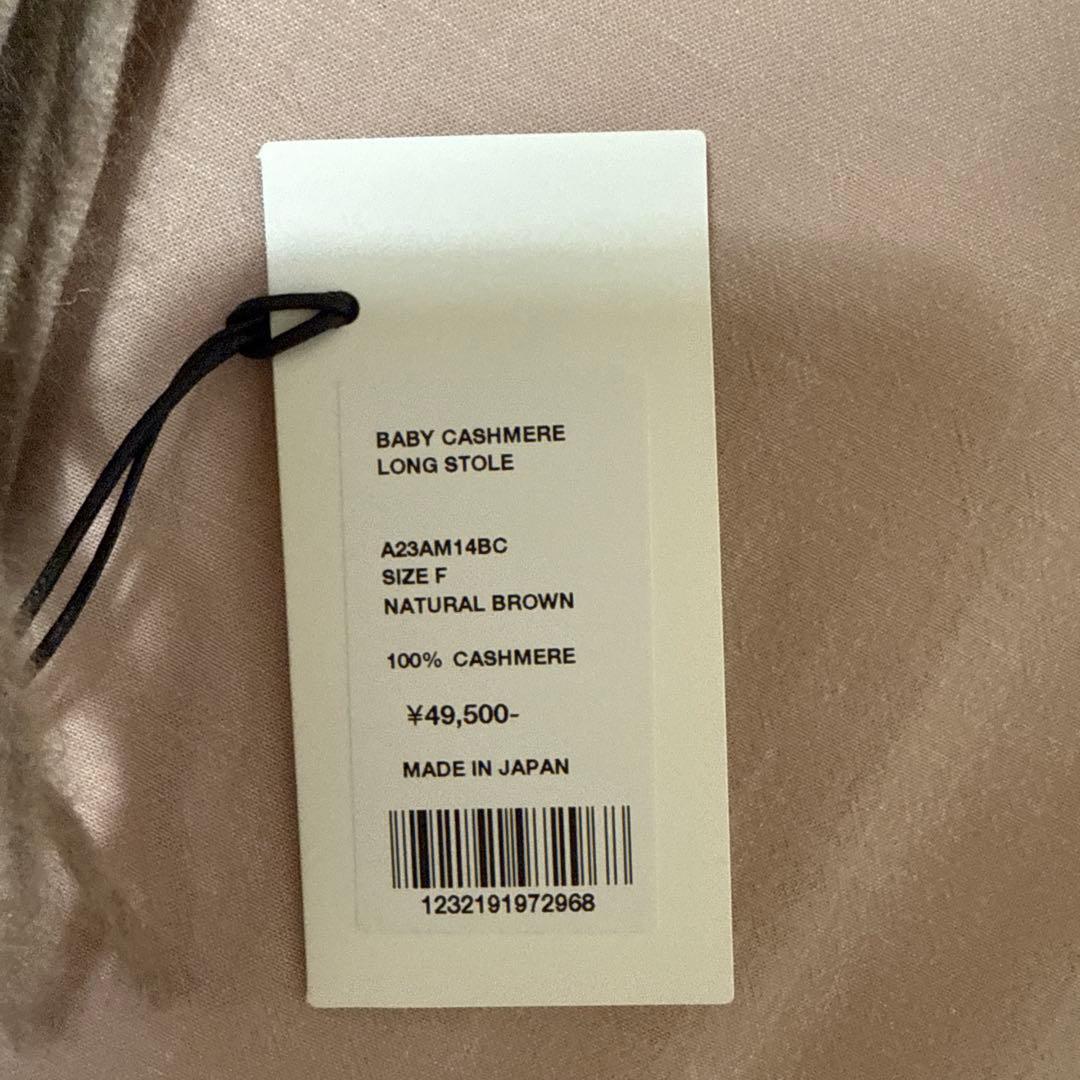 BABY CASHMERE
LONG STOLE
A23AM14BC
SIZE F
NATURAL BROWN
100% CASHMERE
¥49,500-
MADE IN JAPAN
1232191972968